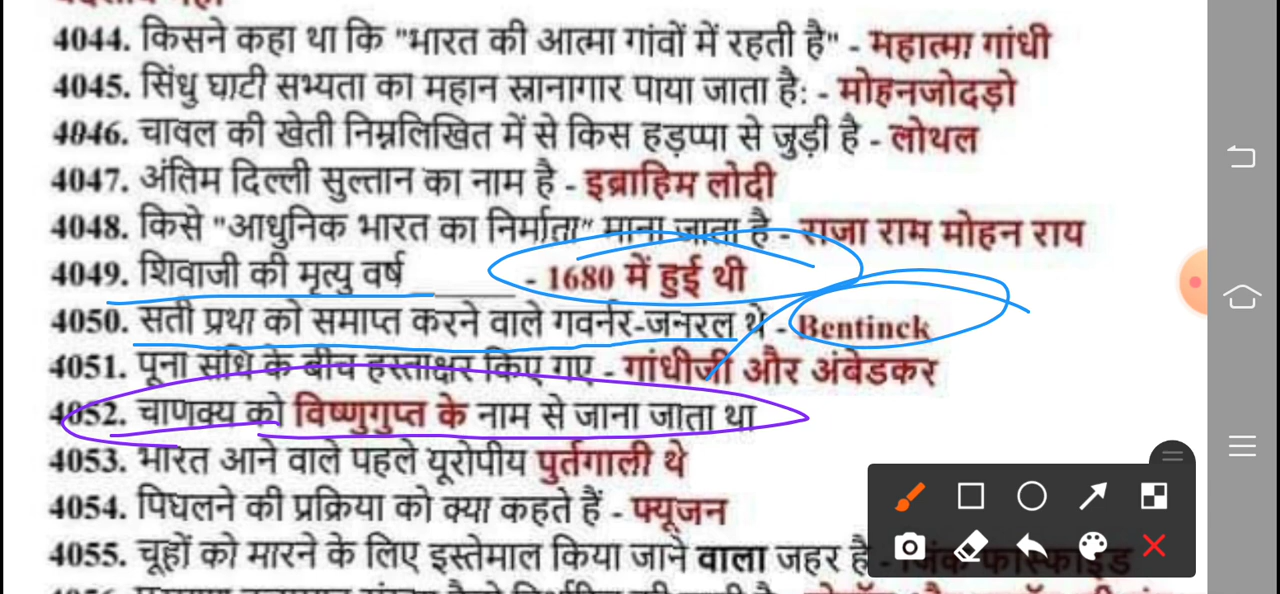 4044. किसने कहा था कि "भारत की आत्मा गांवों में रहती है" - महात्मा गांधी
4045. सिंधु घाटी सभ्यता का महान स्नानागार पाया जाता है: - मोहनजोदड़ो
4046. चावल की खेती निम्नलिखित में से किस हड़प्पा से जुड़ी है - लोथल
4047. अंतिम दिल्ली सुल्तान का नाम है - इब्राहिम लोदी
4048. किसे "आधुनिक भारत का निर्माता" माना जाता है - राजा राम मोहन राय
4049. शिवाजी की मृत्यु वर्ष ________ - 1680 में हुई थी
4050. सती प्रथा को समाप्त करने वाले गवर्नर-जनरल थे - Bentinck
4051. पूना संधि के बीच हस्ताक्षर किए गए - गांधीजी और अंबेडकर
4052. चाणक्य को विष्णुगुप्त के नाम से जाना जाता था
4053. भारत आने वाले पहले यूरोपीय पुर्तगाली थे
4054. पिघलने की प्रक्रिया को क्या कहते हैं - फ्यूजन
4055. चूहों को मारने के लिए इस्तेमाल किया जाने वाला जहर है - जिंक फास्फाइड